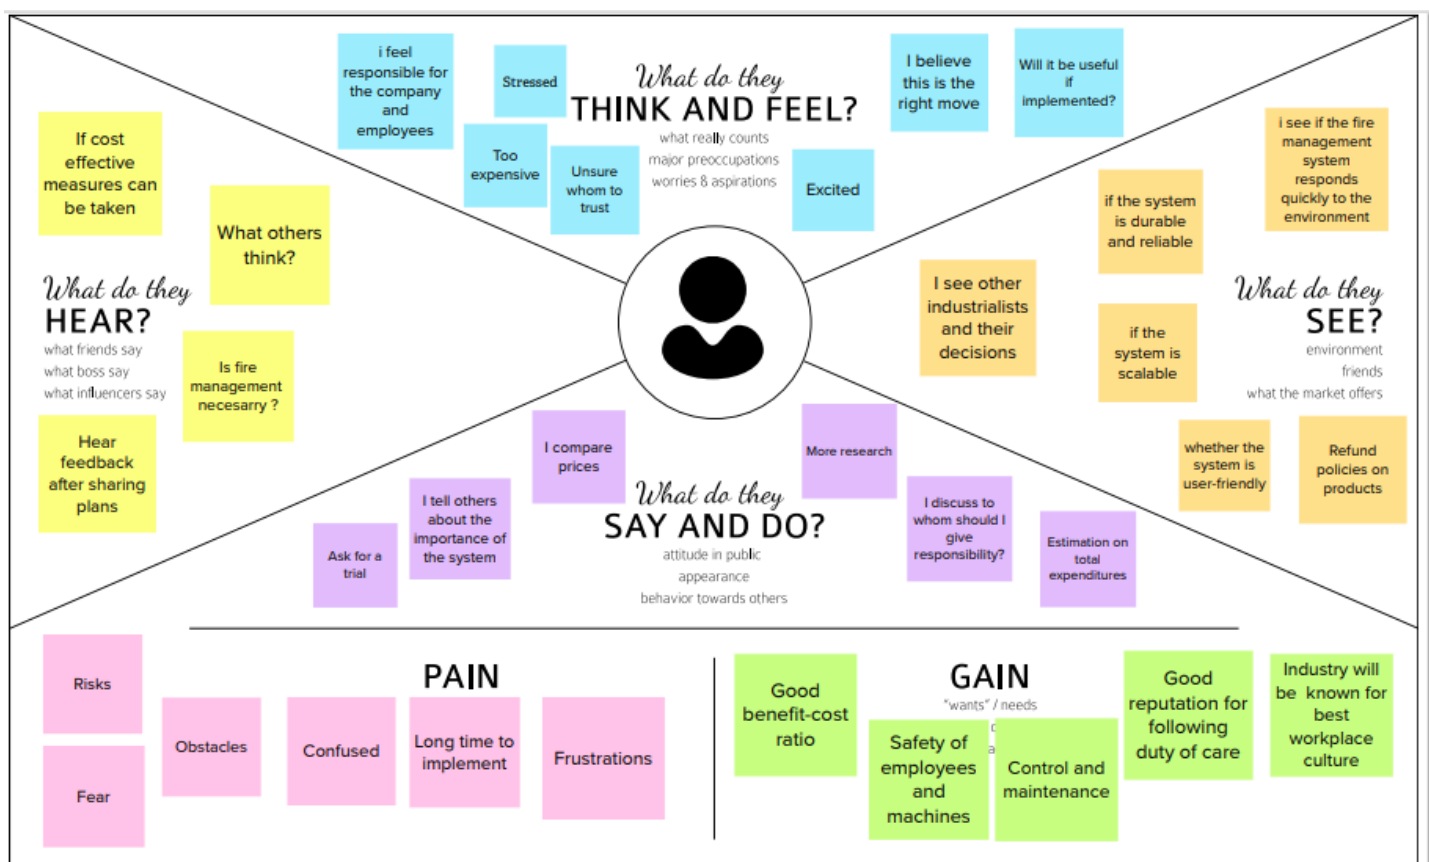 i feel
responsible for
the company
and
employees
Stressed
Too
expensive
Unsure
whom to
trust
What do they
THINK AND FEEL?
what really counts
major preoccupations
worries & aspirations
Excited
I believe
this is the
right move
Will it be useful
if
implemented?
If cost
effective
measures can
be taken
What others
think?
What do they
HEAR?
what friends say
what boss say
what influencers say
Is fire
management
necesarry ?
Hear
feedback
after sharing
plans
i see if the fire
management
system
responds
quickly to the
environment
if the system
is durable
and reliable
I see other
industrialists
and their
decisions
if the
system is
scalable
What do they
SEE?
environment
friends
what the market offers
whether the
system is
user-friendly
Refund
policies on
products
I compare
prices
More research
I tell others
about the
importance of
the system
Ask for a
trial
What do they
SAY AND DO?
attitude in public
appearance
behavior towards others
I discuss to
whom should I
give
responsibility?
Estimation on
total
expenditures
PAIN
Risks
Fear
Obstacles
Confused
Long time to
implement
Frustrations
GAIN
"wants" / needs
Good
benefit-cost
ratio
Safety of
employees
and
machines
Control and
maintenance
Good
reputation for
following
duty of care
Industry will
be known for
best
workplace
culture